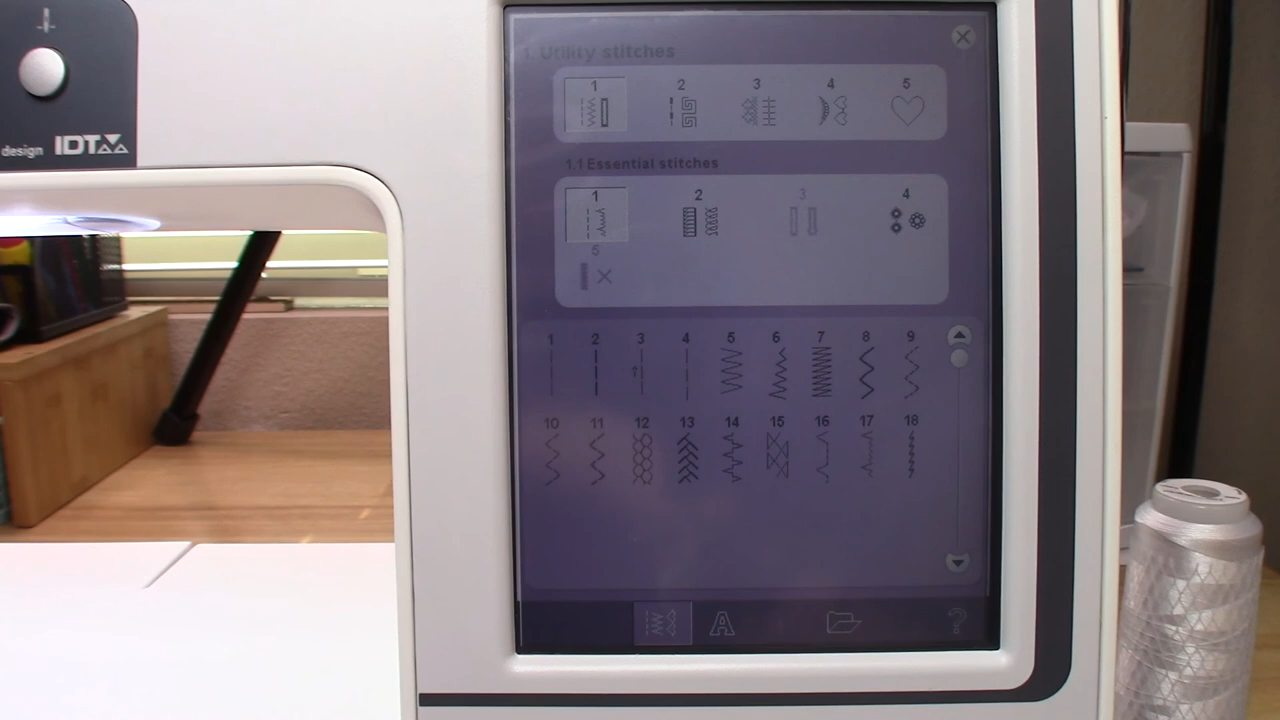 design IDT
1. Utility stitches
1 2 3 4 5
1.1 Essential stitches
1 2 3 4
5
1 2 3 4 5 6 7 8 9
10 11 12 13 14 15 16 17 18
A